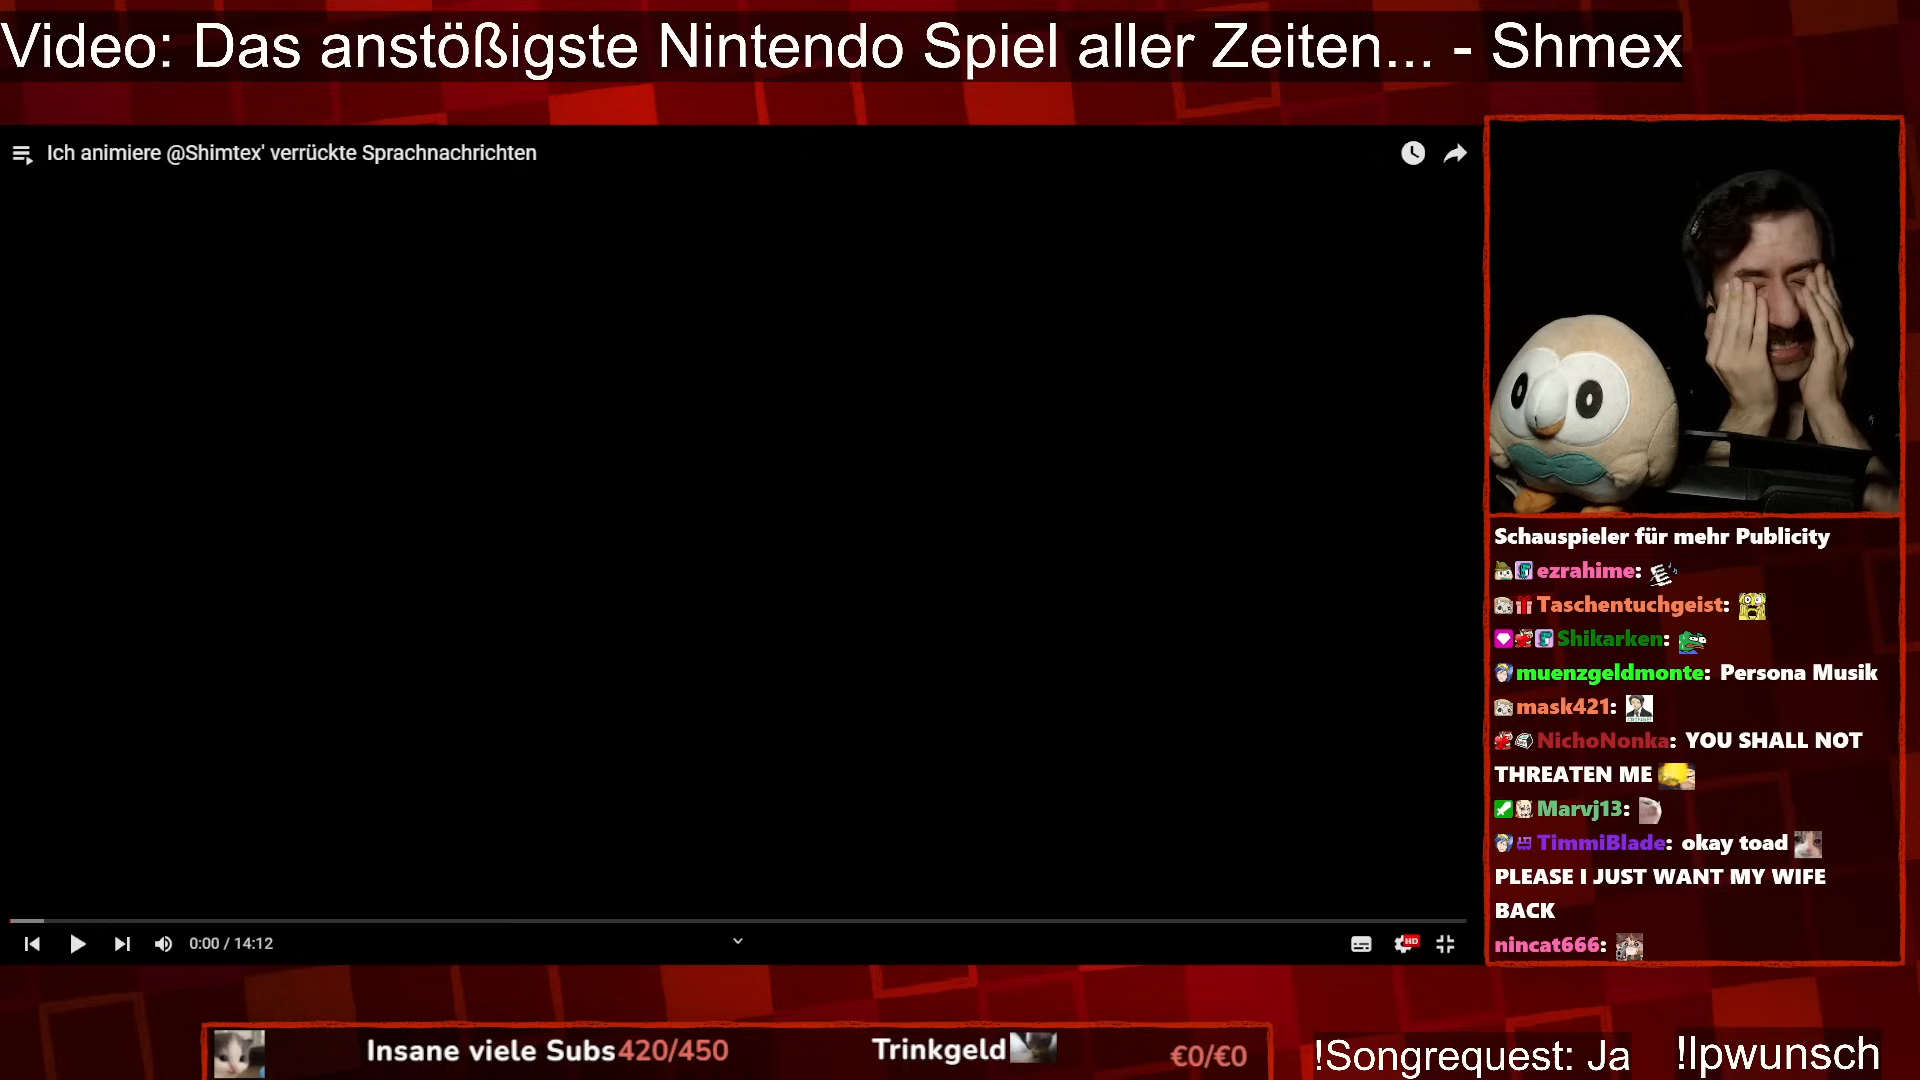 Video: Das anstößigste Nintendo Spiel aller Zeiten... - Shmex
Ich animiere @Shimtex' verrückte Sprachnachrichten
Schauspieler für mehr Publicity
ezrahime:
Taschentuchgeist:
Shikarken:
muenzgeldmonte: Persona Musik
mask421:
NichoNonka: YOU SHALL NOT
THREATEN ME
Marvj13:
TimmiBlade: okay toad
PLEASE I JUST WANT MY WIFE
BACK
nincat666:
0:00 / 14:12
HD
Insane viele Subs 420/450
Trinkgeld €0/€0
!Songrequest: Ja
!lpwunsch